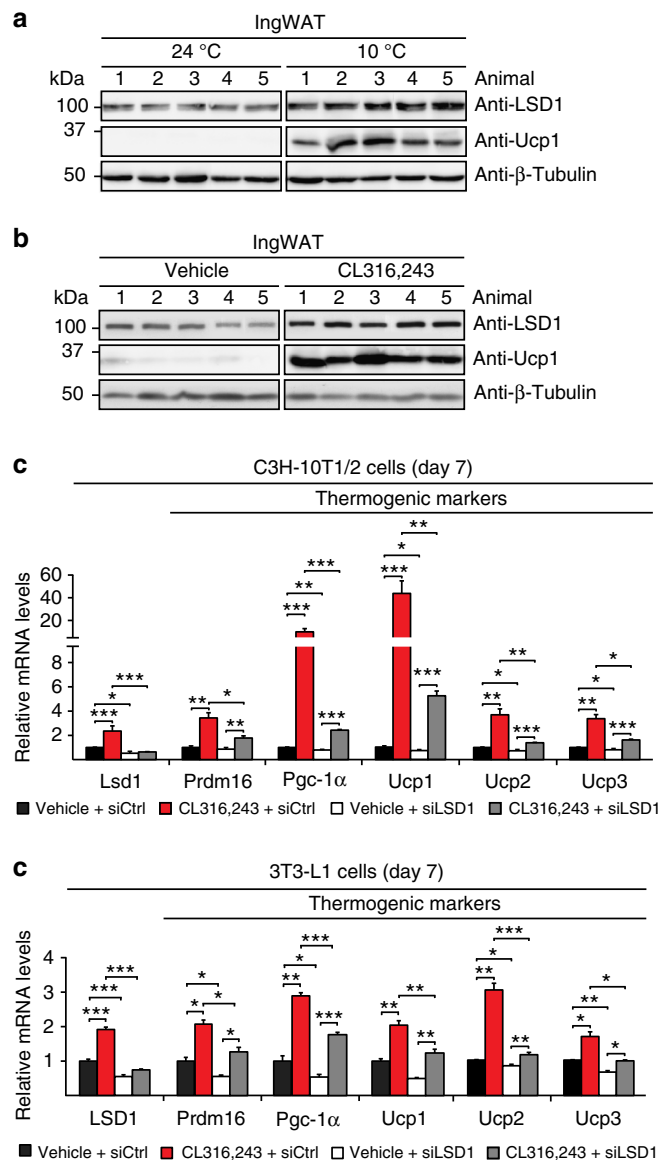 a
IngWAT
24 °C 10 °C
kDa 1 2 3 4 5 1 2 3 4 5 Animal
100 Anti-LSD1
37 Anti-Ucp1
50 Anti-β-Tubulin
b
IngWAT
Vehicle CL316,243
kDa 1 2 3 4 5 1 2 3 4 5 Animal
100 Anti-LSD1
37 Anti-Ucp1
50 Anti-β-Tubulin
c
C3H-10T1/2 cells (day 7)
Thermogenic markers
Relative mRNA levels
60
40
20
8
6
4
2
*** * ***
** * **
*** ** *** ***
*** * ** ***
** * ** ***
** * * ***
Lsd1 Prdm16 Pgc-1α Ucp1 Ucp2 Ucp3
Vehicle + siCtrl CL316,243 + siCtrl Vehicle + siLSD1 CL316,243 + siLSD1
c
3T3-L1 cells (day 7)
Thermogenic markers
Relative mRNA levels
4
3
2
1
*** *** ***
* * * *
** * *** ***
** ** **
** * *** **
* ** * *
LSD1 Prdm16 Pgc-1α Ucp1 Ucp2 Ucp3
Vehicle + siCtrl CL316,243 + siCtrl Vehicle + siLSD1 CL316,243 + siLSD1